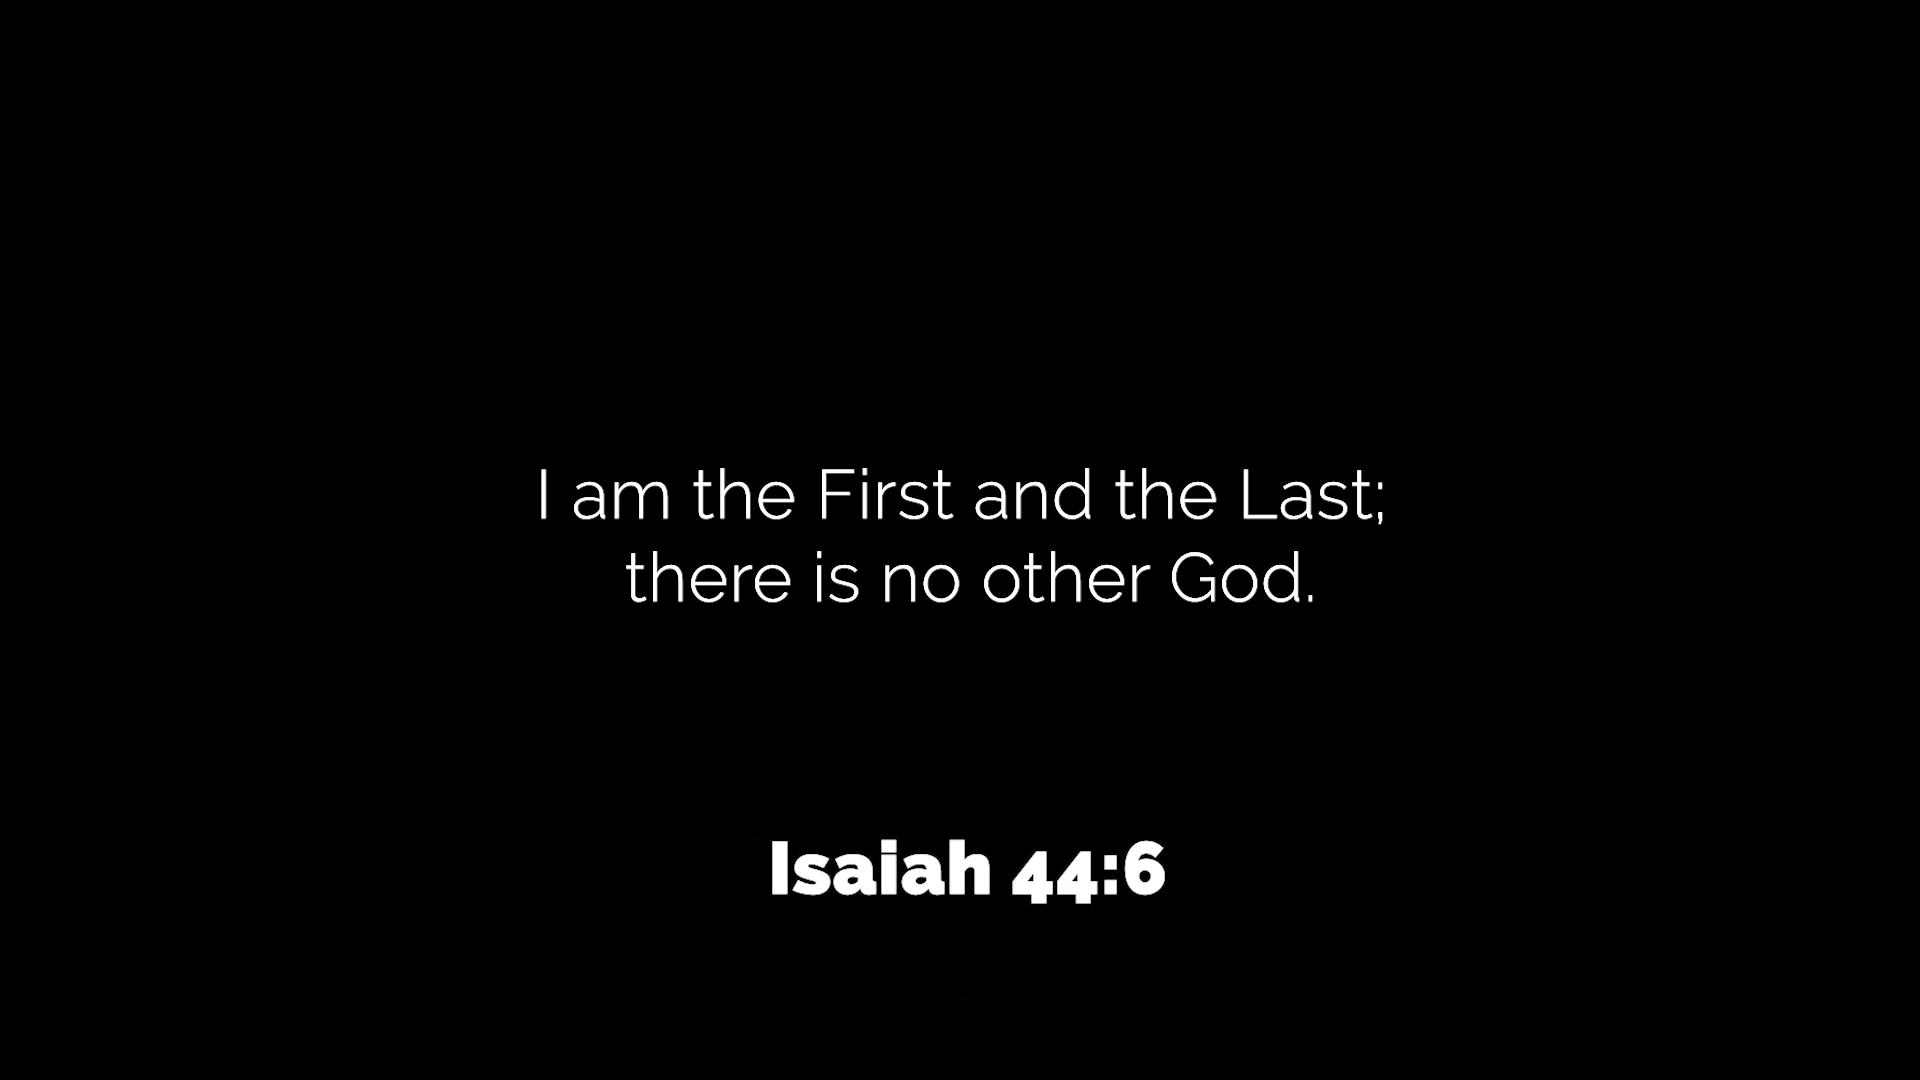 I am the First and the Last;
there is no other God.
Isaiah 44:6